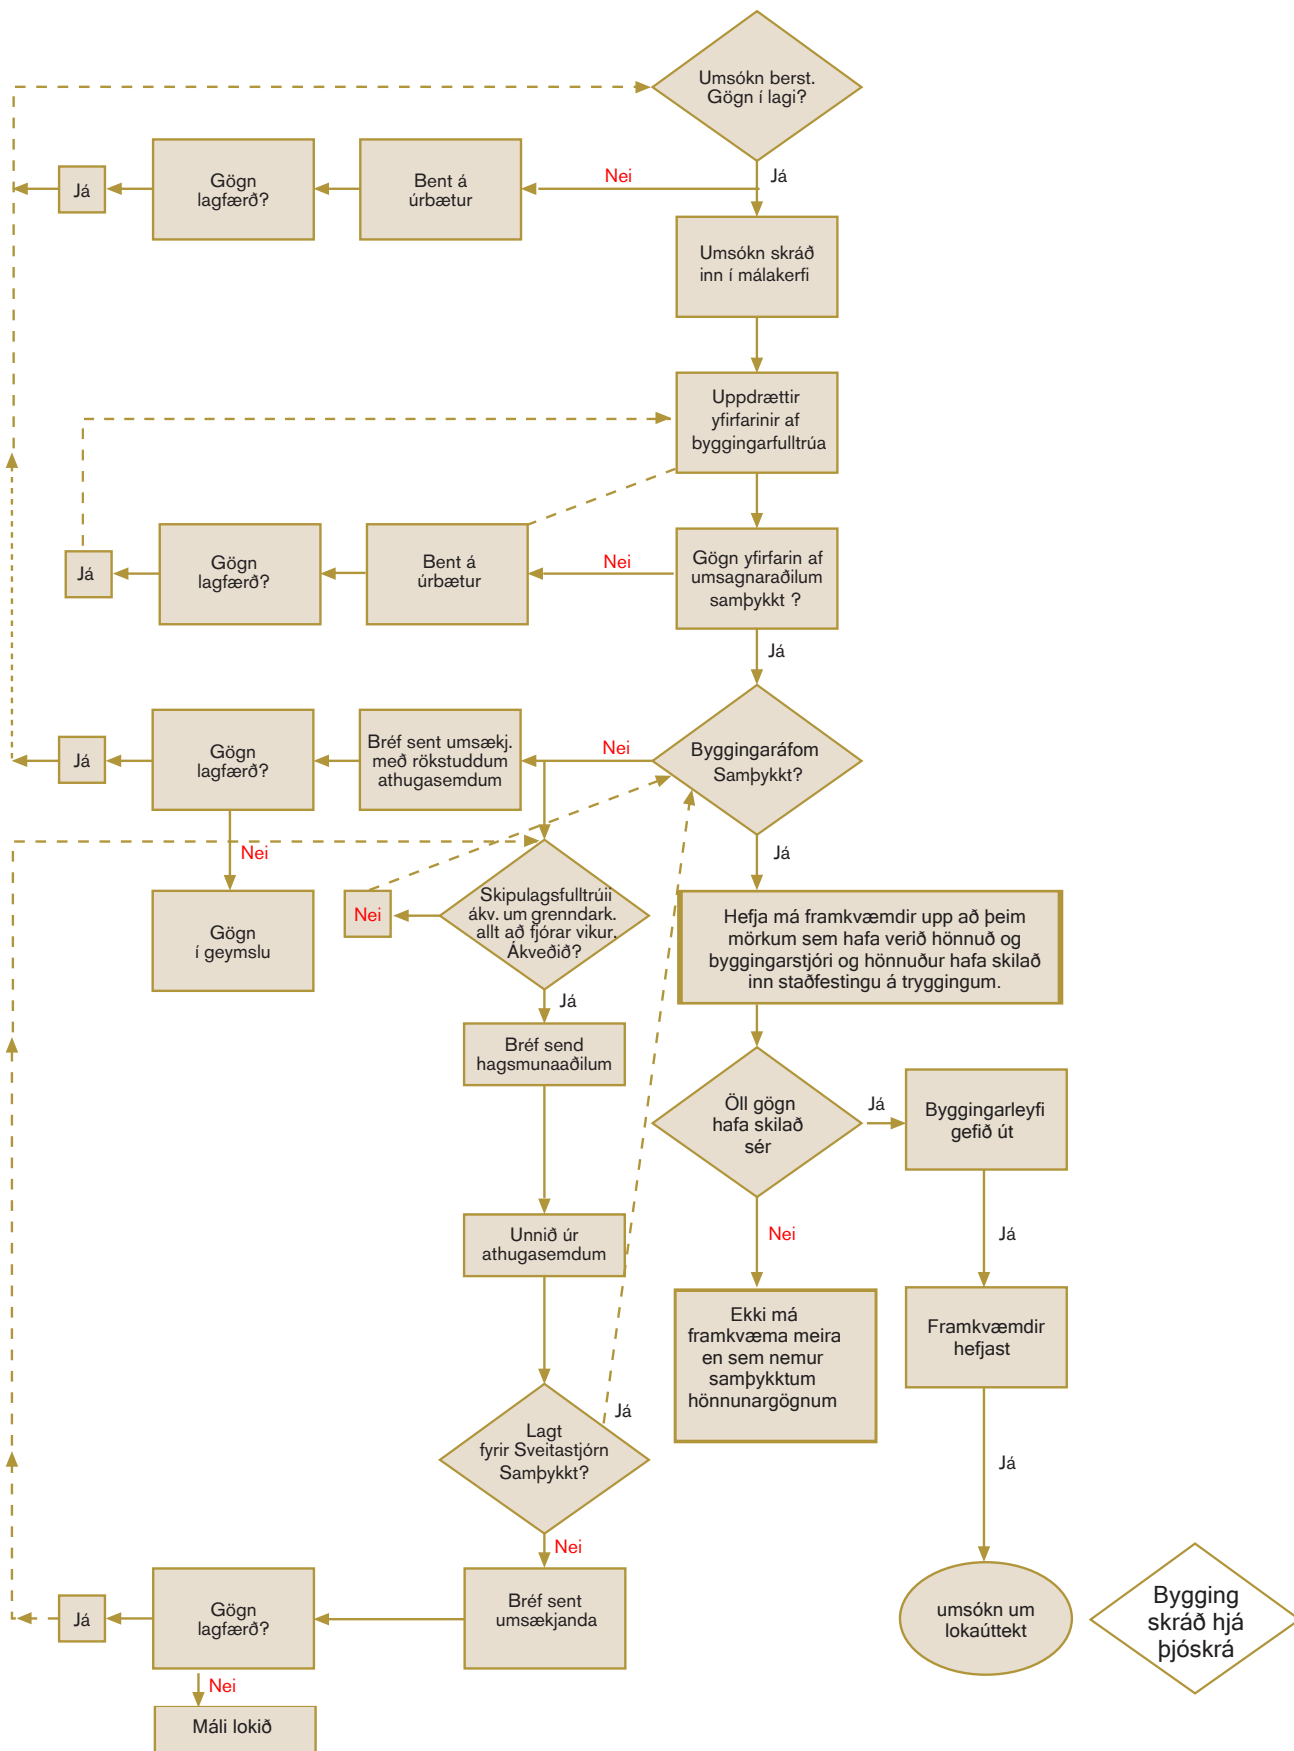 Umsókn berst.
Gögn í lagi?
Nei
Já
Bent á
úrbætur
Gögn
lagfærð?
Já
Umsókn skráð
inn í málakerfi
Uppdrættir
yfirfarinir af
byggingarfulltrúa
Gögn yfirfarin af
umsagnaraðilum
samþykkt ?
Nei
Bent á
úrbætur
Gögn
lagfærð?
Já
Já
Byggingaráfom
Samþykkt?
Nei
Bréf sent umsækj.
með rökstuddum
athugasemdum
Gögn
lagfærð?
Já
Nei
Gögn
í geymslu
Já
Skipulagsfulltrúii
ákv. um grenndark.
allt að fjórar vikur.
Ákveðið?
Nei
Já
Bréf send
hagsmunaaðilum
Unnið úr
athugasemdum
Lagt
fyrir Sveitastjórn
Samþykkt?
Já
Nei
Bréf sent
umsækjanda
Gögn
lagfærð?
Já
Nei
Máli lokið
Hefja má framkvæmdir upp að þeim
mörkum sem hafa verið hönnuð og
byggingarstjóri og hönnuður hafa skilað
inn staðfestingu á tryggingum.
Öll gögn
hafa skilað
sér
Já
Byggingarleyfi
gefið út
Nei
Ekki má
framkvæma meira
en sem nemur
samþykktum
hönnunargögnum
Já
Framkvæmdir
hefjast
Já
umsókn um
lokaúttekt
Bygging
skráð hjá
þjóskrá